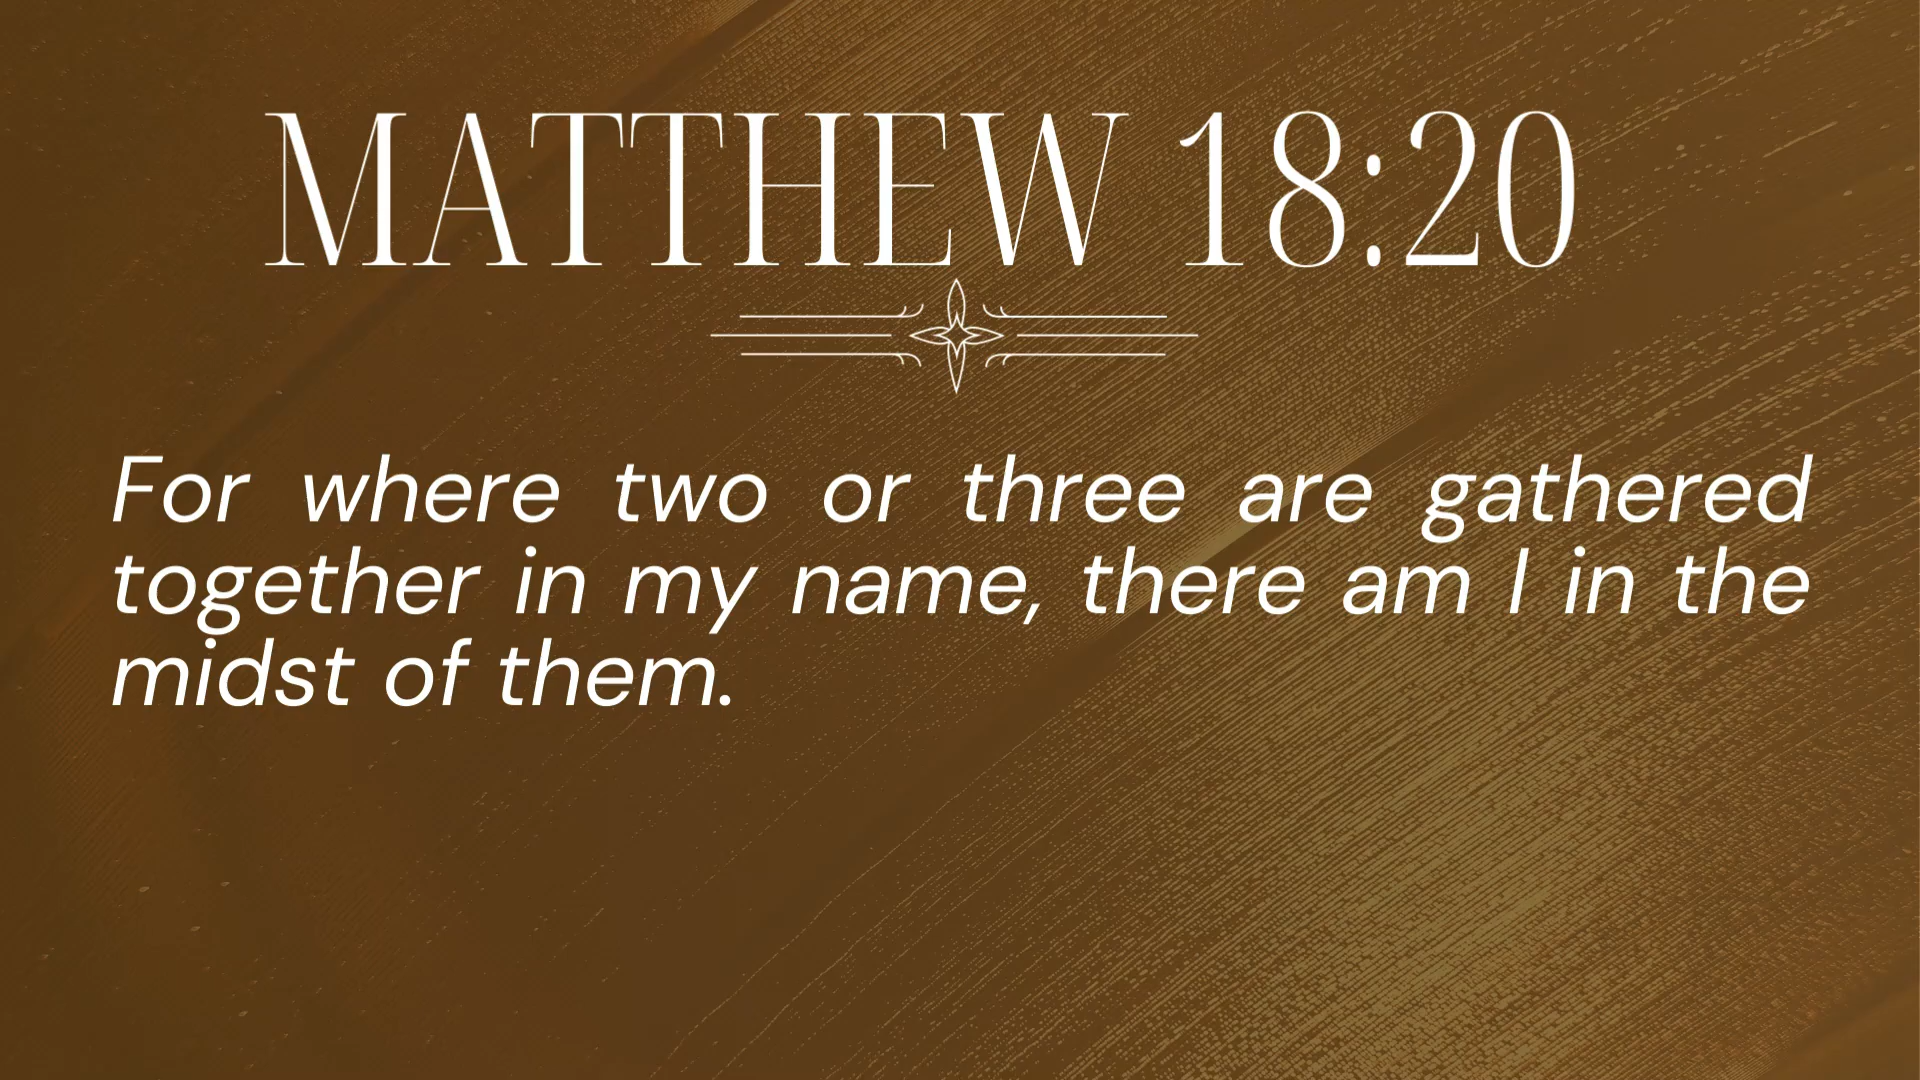 MATTHEW 18:20
For where two or three are gathered
together in my name, there am I in the
midst of them.